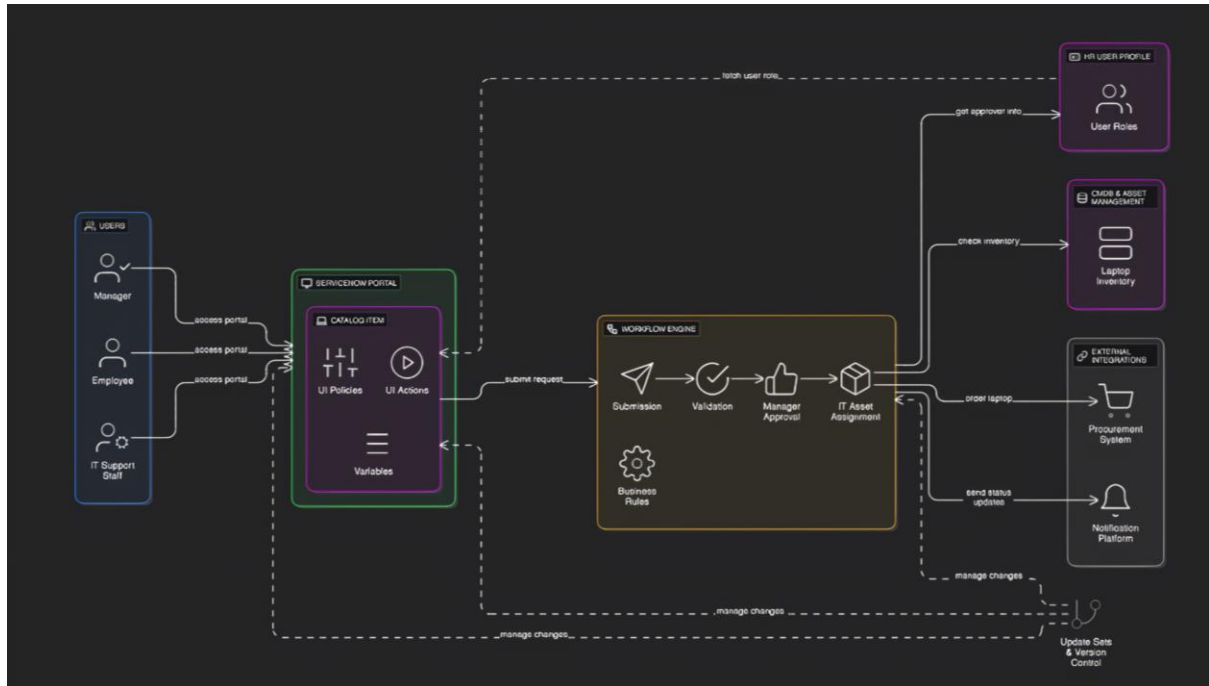 HR USER PROFILE
fetch user role
get approver info
User Roles
CMDB & ASSET
MANAGEMENT
USERS
check inventory
Laptop
Inventory
SERVICENOW PORTAL
Manager
CATALOG ITEM
access portal
WORKFLOW ENGINE
access portal
EXTERNAL
INTEGRATIONS
Employee
access portal
UI Policies
UI Actions
submit request
Submission
Validation
Manager
Approval
IT Asset
Assignment
order laptop
Procurement
System
IT Support
Staff
Variables
Business
Rules
send status
updates
Notification
Platform
manage changes
manage changes
manage changes
Update Sets
& Version
Control